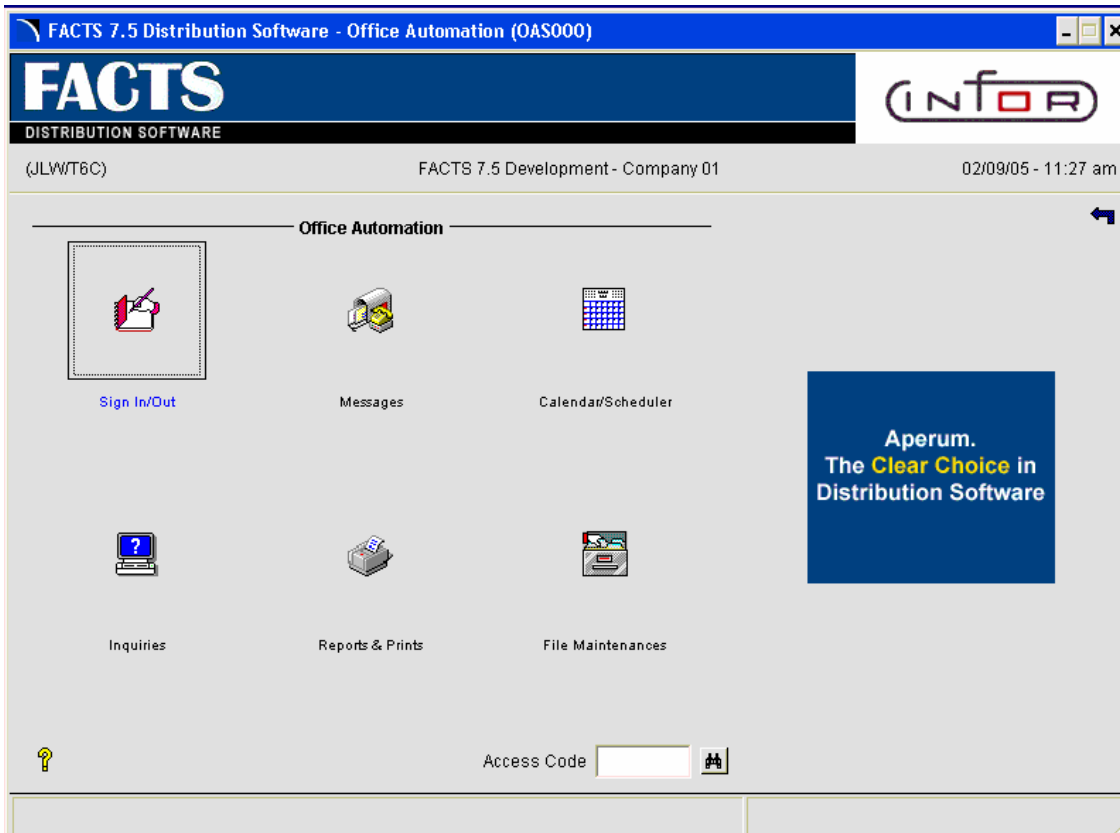 FACTS 7.5 Distribution Software - Office Automation (OAS000)
FACTS
DISTRIBUTION SOFTWARE
INFOR
(JLW/T6C)
FACTS 7.5 Development - Company 01
02/09/05 - 11:27 am
Office Automation
Sign In/Out
Messages
Calendar/Scheduler
Aperum.
The Clear Choice in
Distribution Software
Inquiries
Reports & Prints
File Maintenances
Access Code